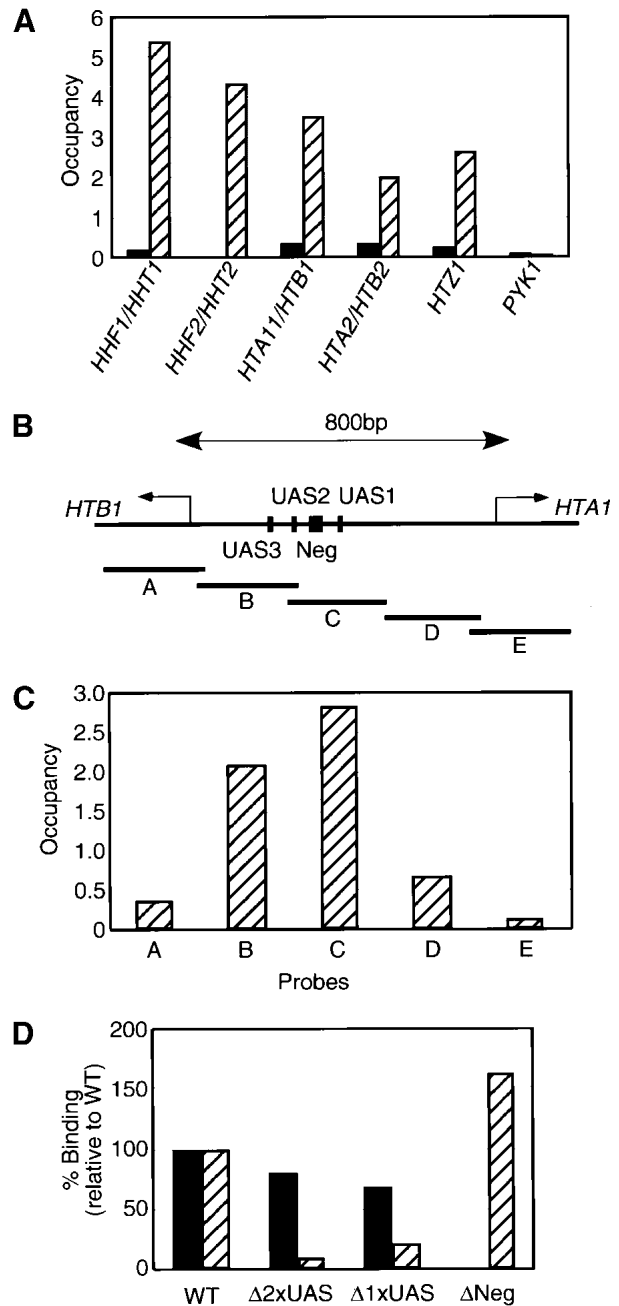 A
6
5
4
3
2
1
0
Occupancy
HHF1/HHT1
HHF2/HHT2
HTA11/HTB1
HTA2/HTB2
HTZ1
PYK1
B
800bp
HTB1
UAS2 UAS1
HTA1
UAS3 Neg
A
B
C
D
E
C
3.0
2.5
2.0
1.5
1.0
0.5
0
Occupancy
A B C D E
Probes
D
200
150
100
50
0
% Binding
(relative to WT)
WT Δ2xUAS Δ1xUAS ΔNeg